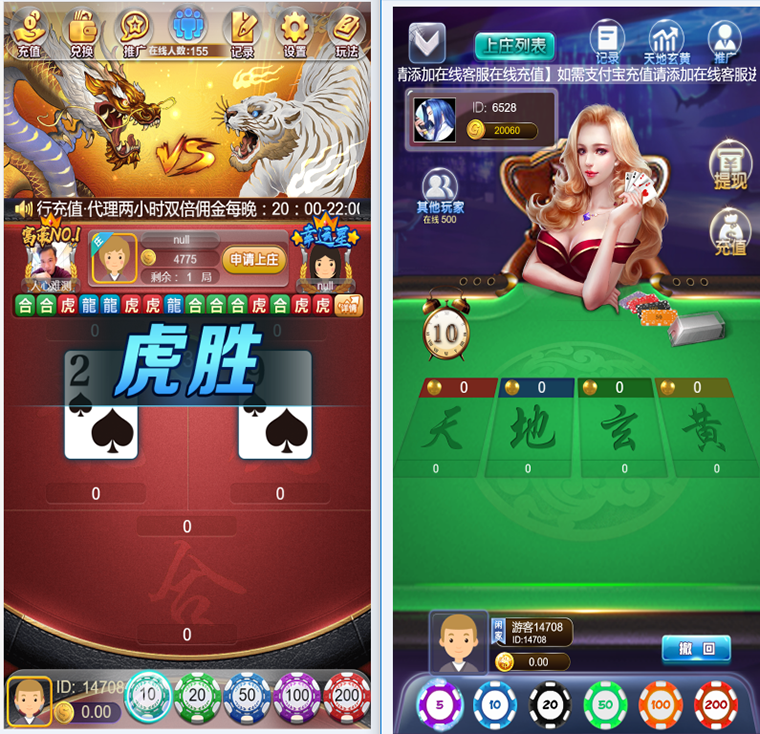 充值 兑换 推广 在线人数:155 记录 设置 玩法
VS
行充值·代理两小时双倍佣金每晚：20：00-22:00
富豪NO.1
庄
null
4775
剩余： 1 局
申请上庄
幸运星
人心难测
null
合 合 虎 龍 龍 虎 虎 龍 合 合 合 虎 合 虎 虎 详情
0
虎胜
2
0 0
0
合
0
ID: 14708
0.00
10 20 50 100 200
上庄列表
记录 天地玄黄 推广
请添加在线客服在线充值】如需支付宝充值请添加在线客服进
ID: 6528
20060
其他玩家
在线 500
提现
充值
10
0 0 0 0
天 地 玄 黄
0 0 0 0
闲家
游客14708
ID:14708
0.00
撤 回
5 10 20 50 100 200